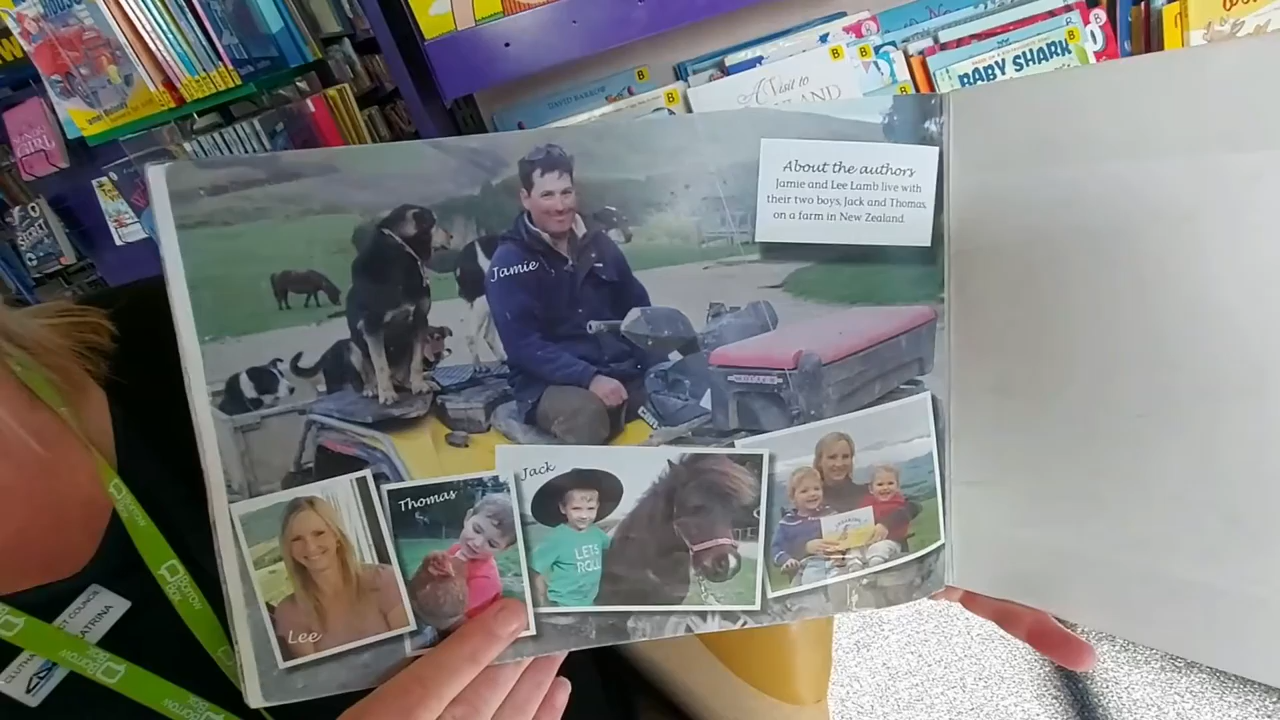 DAVID BARROW
B
B
A Visit to
B
B
BABY SHARK
B
About the authors
Jamie and Lee Lamb live with
their two boys, Jack and Thomas,
on a farm in New Zealand.
Jamie
Jack
Thomas
LETS
ROLL
Lee